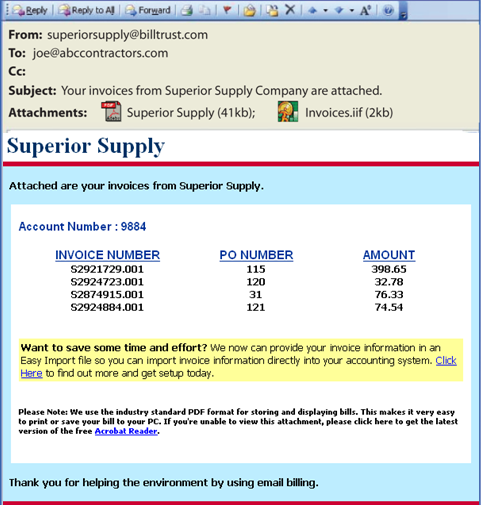 Reply Reply to All Forward
From: superiorsupply@billtrust.com
To: joe@abccontractors.com
Cc:
Subject: Your invoices from Superior Supply Company are attached.
Attachments: PDF Superior Supply (41kb); Invoices.iif (2kb)
Superior Supply
Attached are your invoices from Superior Supply.
Account Number : 9884
INVOICE NUMBER PO NUMBER AMOUNT
S2921729.001 115 398.65
S2924723.001 120 32.78
S2874915.001 31 76.33
S2924884.001 121 74.54
Want to save some time and effort? We now can provide your invoice information in an
Easy Import file so you can import invoice information directly into your accounting system. Click
Here to find out more and get setup today.
Please Note: We use the industry standard PDF format for storing and displaying bills. This makes it very easy
to print or save your bill to your PC. If you're unable to view this attachment, please click here to get the latest
version of the free Acrobat Reader.
Thank you for helping the environment by using email billing.